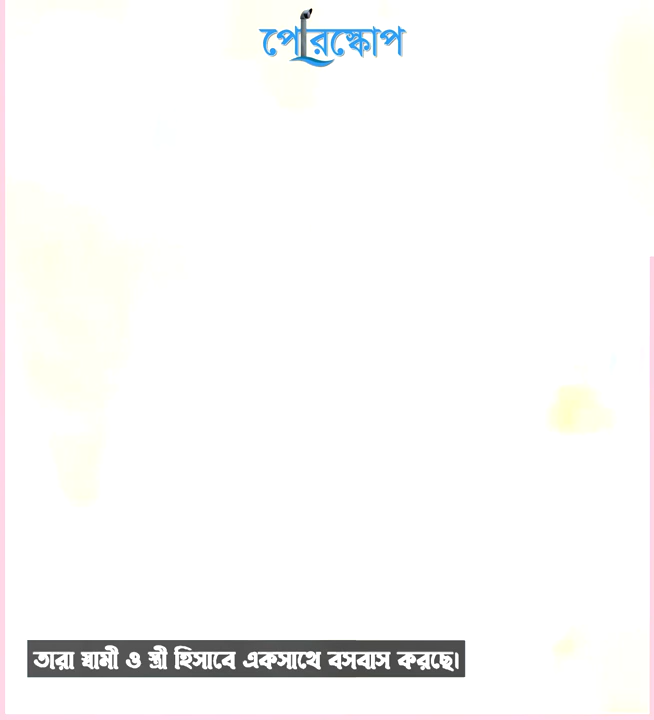 পেরিস্কোপ
তারা স্বামী ও স্ত্রী হিসাবে একসাথে বসবাস করছে।